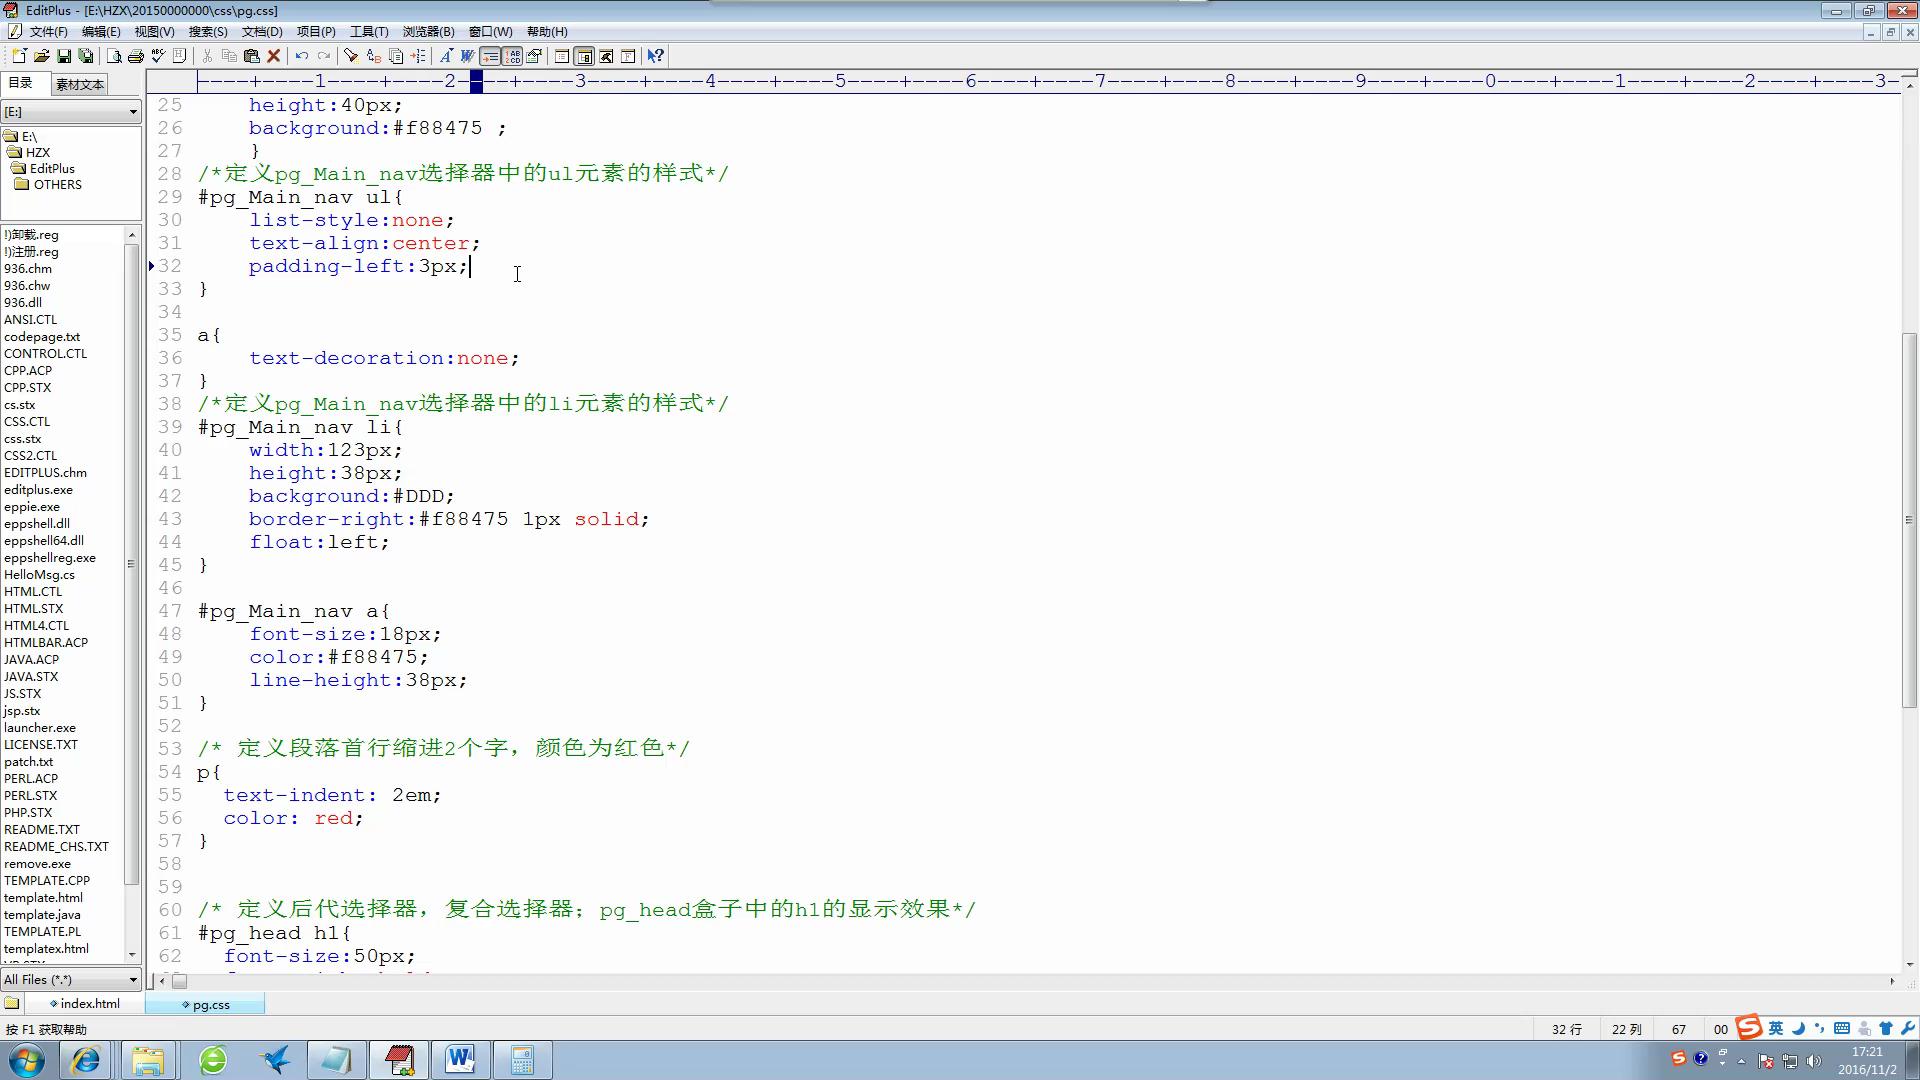 EditPlus - [E:\HZX\20150000000\css\pg.css]
文件(F) 编辑(E) 视图(V) 搜索(S) 文档(D) 项目(P) 工具(T) 浏览器(B) 窗口(W) 帮助(H)
目录 素材文本
[E:]
E:\
HZX
EditPlus
OTHERS
!)卸载.reg
!)注册.reg
936.chm
936.chw
936.dll
ANSI.CTL
codepage.txt
CONTROL.CTL
CPP.ACP
CPP.STX
cs.stx
CSS.CTL
css.stx
CSS2.CTL
EDITPLUS.chm
editplus.exe
eppie.exe
eppshell.dll
eppshell64.dll
eppshellreg.exe
HelloMsg.cs
HTML.CTL
HTML.STX
HTML4.CTL
HTMLBAR.ACP
JAVA.ACP
JAVA.STX
JS.STX
jsp.stx
launcher.exe
LICENSE.TXT
patch.txt
PERL.ACP
PERL.STX
PHP.STX
README.TXT
README_CHS.TXT
remove.exe
TEMPLATE.CPP
template.html
template.java
TEMPLATE.PL
templatex.html
All Files (*.*)
----+----1----+----2----+----3----+----4----+----5----+----6----+----7----+----8----+----9----+----0----+----1----+----2----+----3-
25 height:40px;
26 background:#f88475 ;
27 }
28 /*定义pg_Main_nav选择器中的ul元素的样式*/
29 #pg_Main_nav ul{
30 list-style:none;
31 text-align:center;
32 padding-left:3px;
33 }
34
35 a{
36 text-decoration:none;
37 }
38 /*定义pg_Main_nav选择器中的li元素的样式*/
39 #pg_Main_nav li{
40 width:123px;
41 height:38px;
42 background:#DDD;
43 border-right:#f88475 1px solid;
44 float:left;
45 }
46
47 #pg_Main_nav a{
48 font-size:18px;
49 color:#f88475;
50 line-height:38px;
51 }
52
53 /* 定义段落首行缩进2个字，颜色为红色*/
54 p{
55 text-indent: 2em;
56 color: red;
57 }
58
59
60 /* 定义后代选择器，复合选择器；pg_head盒子中的h1的显示效果*/
61 #pg_head h1{
62 font-size:50px;
index.html pg.css
按 F1 获取帮助 32 行 22 列 67 00 英
17:21
2016/11/2